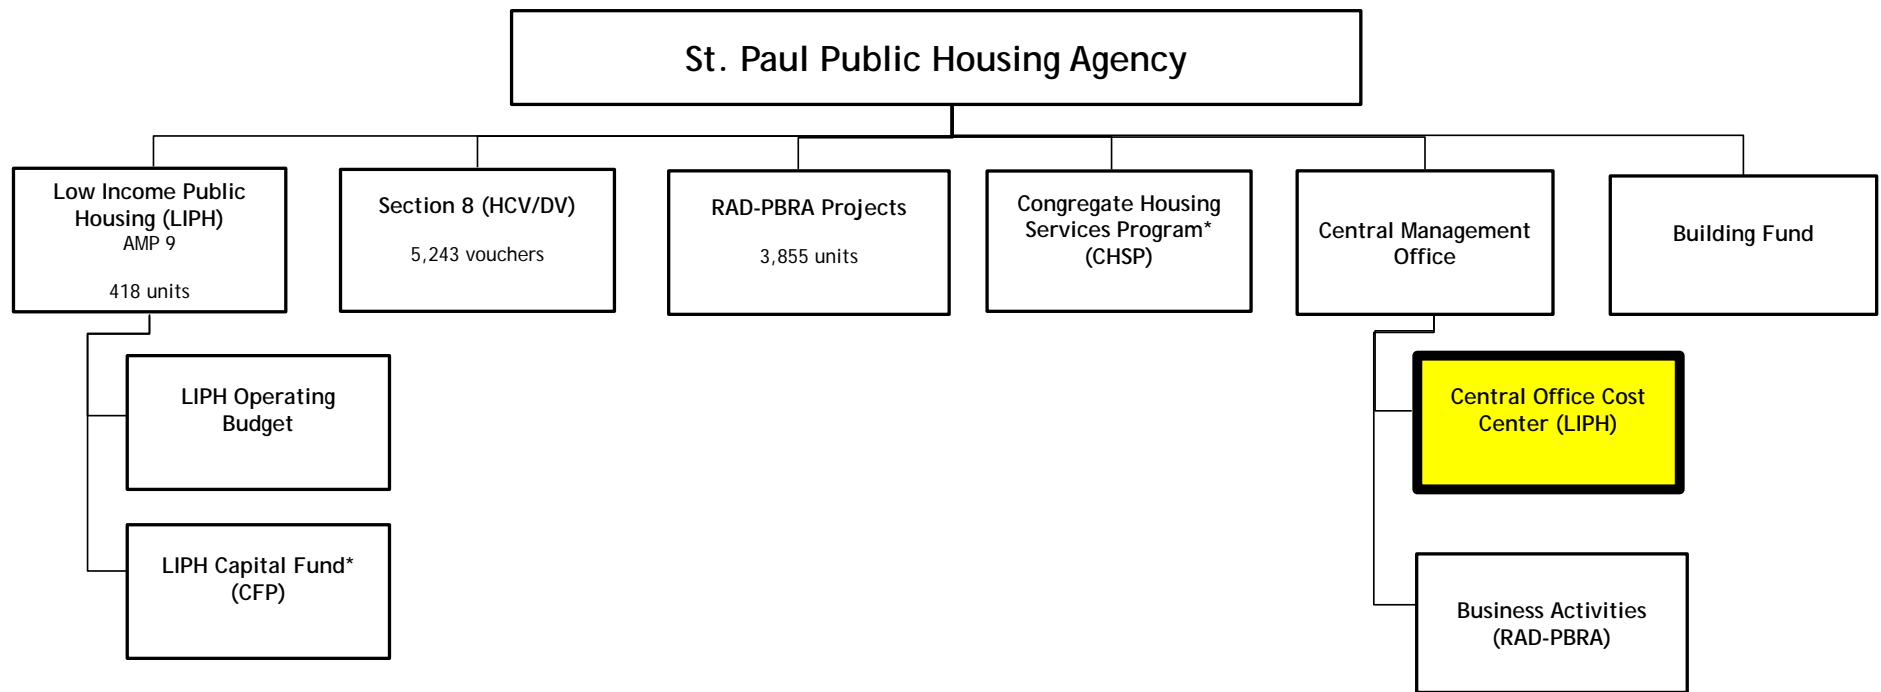 St. Paul Public Housing Agency
Low Income Public
Housing (LIPH)
AMP 9
418 units
Section 8 (HCV/DV)
5,243 vouchers
RAD-PBRA Projects
3,855 units
Congregate Housing
Services Program*
(CHSP)
Central Management
Office
Building Fund
LIPH Operating
Budget
LIPH Capital Fund*
(CFP)
Central Office Cost
Center (LIPH)
Business Activities
(RAD-PBRA)